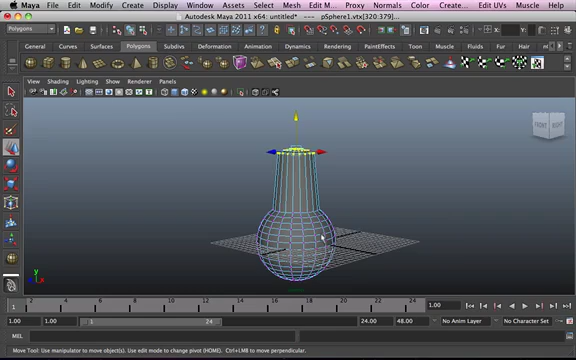 Maya File Edit Modify Create Display Window Assets Select Mesh Edit Mesh Proxy Normals Color Create... Edit UVs Muscle
Autodesk Maya 2011 x64: untitled* --- pSphere1.vtx[320:379]...
Polygons
General Curves Surfaces Polygons Subdivs Deformation Animation Dynamics Rendering PaintEffects Toon Muscle Fluids Fur Hair
View Shading Lighting Show Renderer Panels
FRONT RIGHT
y
1 2 4 6 8 10 12 14 16 18 20 22 24 1.00
1.00 1.00 1 24 24.00 48.00 No Anim Layer No Character Set
MEL
Move Tool: Use manipulator to move object(s). Use edit mode to change pivot (HOME). Ctrl+LMB to move perpendicular.